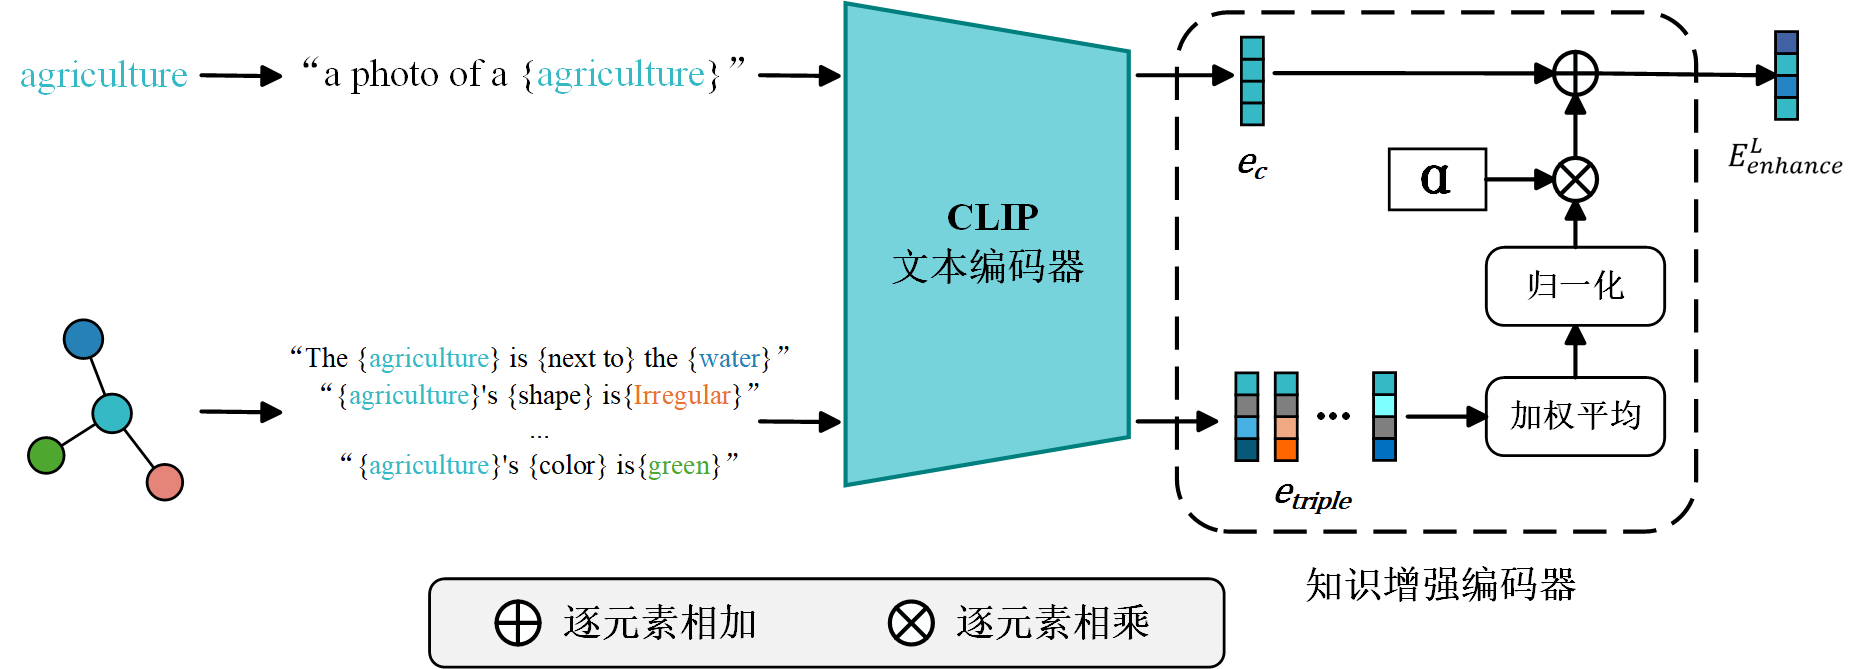 agriculture
“a photo of a {agriculture}”
“The {agriculture} is {next to} the {water}”
“{agriculture}'s {shape} is{Irregular}”
...
“{agriculture}'s {color} is{green}”
CLIP
文本编码器
e_c
α
归一化
加权平均
e_triple
E^L_enhance
知识增强编码器
逐元素相加
逐元素相乘